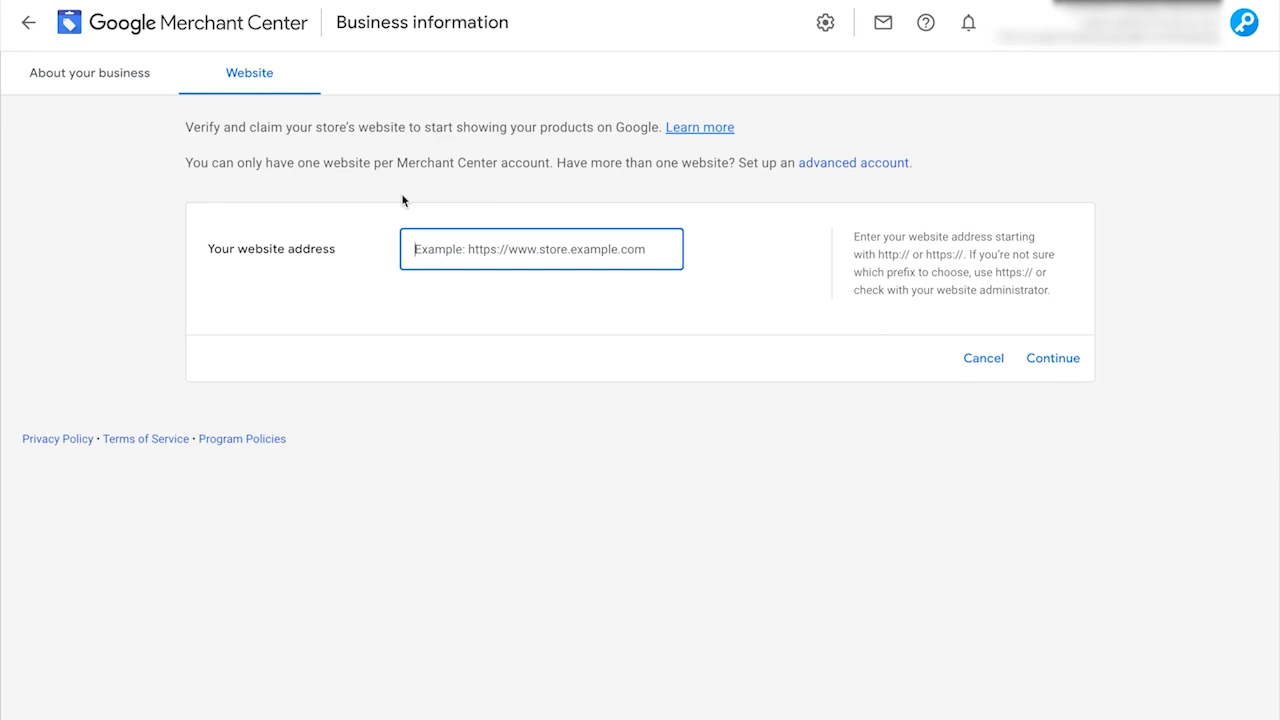 Google Merchant Center
Business information
About your business
Website
Verify and claim your store's website to start showing your products on Google. Learn more
You can only have one website per Merchant Center account. Have more than one website? Set up an advanced account.
Your website address
Example: https://www.store.example.com
Enter your website address starting
with http:// or https://. If you're not sure
which prefix to choose, use https:// or
check with your website administrator.
Cancel
Continue
Privacy Policy • Terms of Service • Program Policies